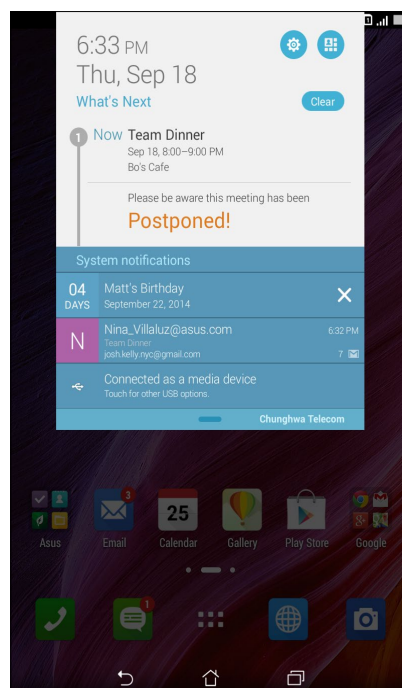 6:33 PM
Thu, Sep 18
What's Next
Clear
1
Now Team Dinner
Sep 18, 8:00–9:00 PM
Bo's Cafe
Please be aware this meeting has been
Postponed!
System notifications
04
DAYS
Matt's Birthday
September 22, 2014
N
Nina_Villaluz@asus.com
6:32 PM
Team Dinner
josh.kelly.nyc@gmail.com
7
Connected as a media device
Touch for other USB options.
Chunghwa Telecom
3
25
Asus
Email
Calendar
Gallery
Play Store
Google
1